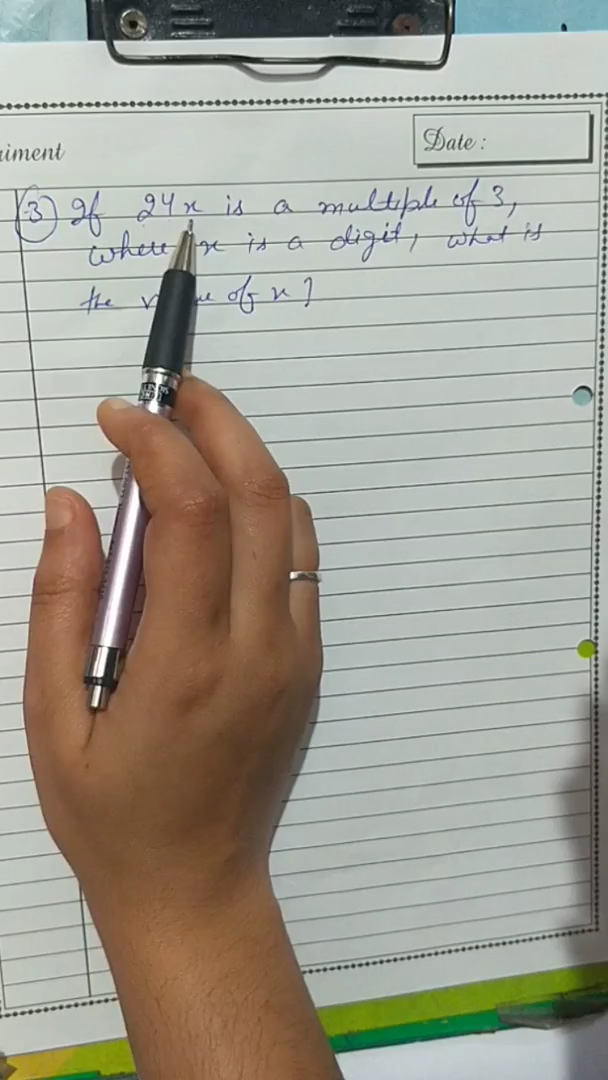 iment
Date :
(3) If 24x is a multiple of 3,
where x is a digit, what is
the of x ?